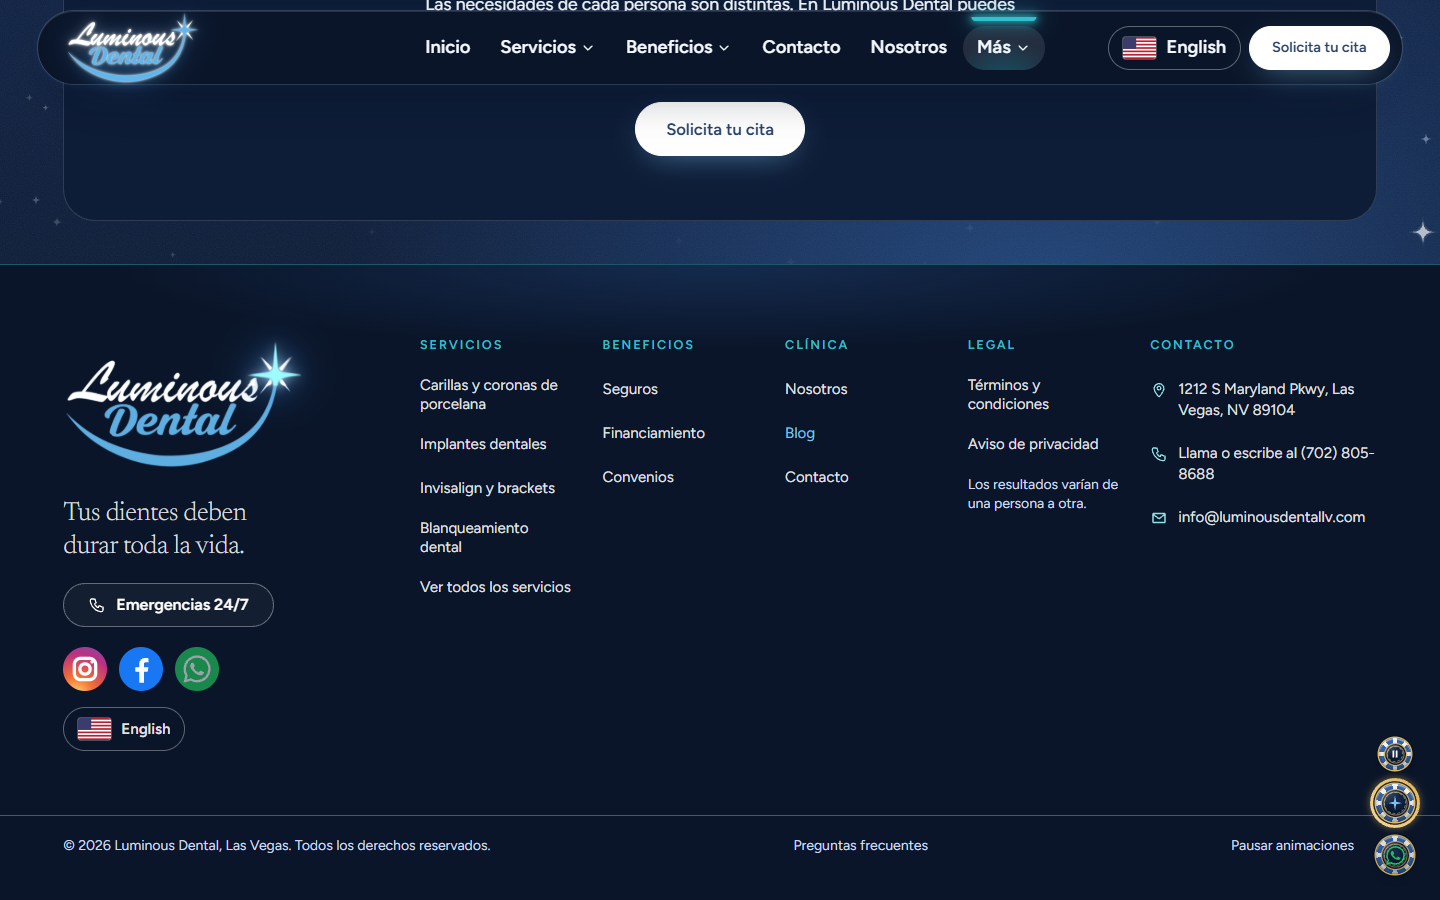 Las necesidades de cada persona son distintas. En Luminous Dental puedes
Luminous Dental
Inicio
Servicios
Beneficios
Contacto
Nosotros
Más
English
Solicita tu cita
Solicita tu cita
Luminous
Dental
Tus dientes deben
durar toda la vida.
Emergencias 24/7
English
SERVICIOS
Carillas y coronas de
porcelana
Implantes dentales
Invisalign y brackets
Blanqueamiento
dental
Ver todos los servicios
BENEFICIOS
Seguros
Financiamiento
Convenios
CLÍNICA
Nosotros
Blog
Contacto
LEGAL
Términos y
condiciones
Aviso de privacidad
Los resultados varían de
una persona a otra.
CONTACTO
1212 S Maryland Pkwy, Las
Vegas, NV 89104
Llama o escribe al (702) 805-
8688
info@luminousdentallv.com
© 2026 Luminous Dental, Las Vegas. Todos los derechos reservados.
Preguntas frecuentes
Pausar animaciones